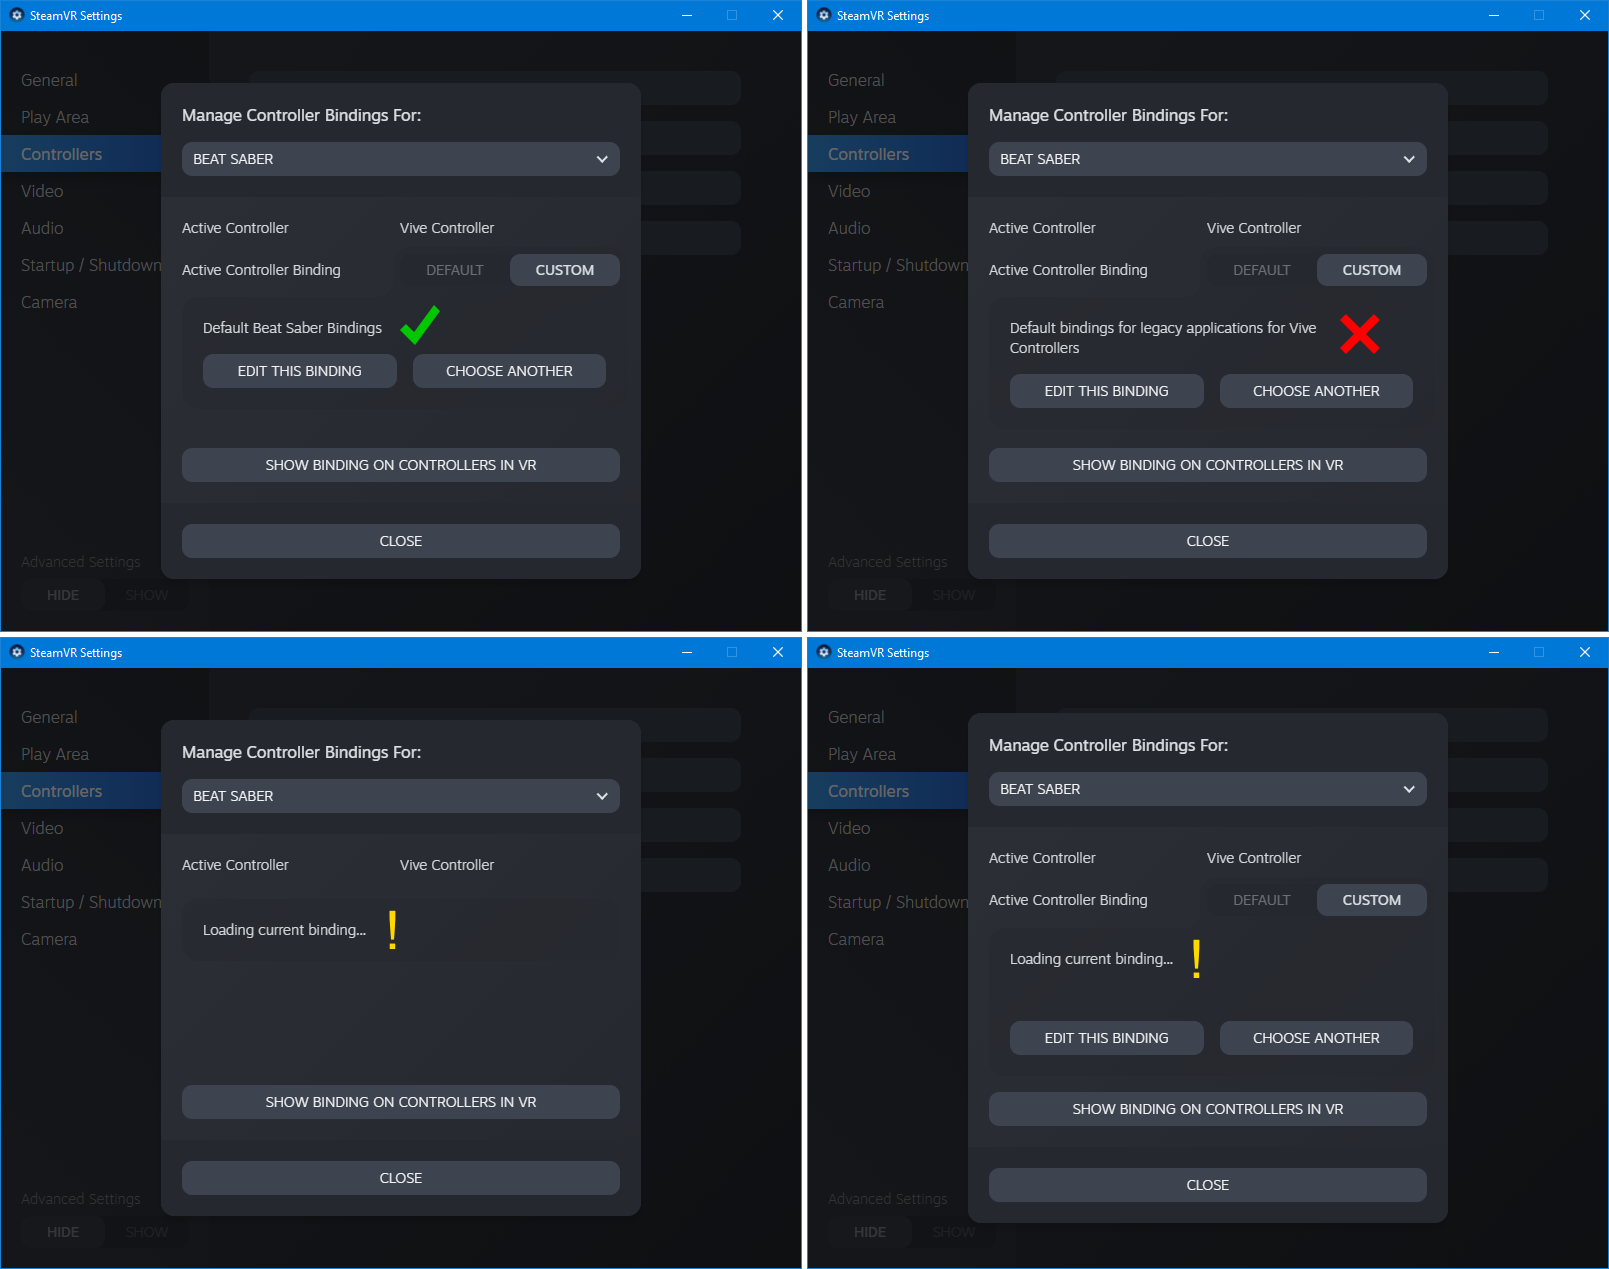 SteamVR Settings
General
Play Area
Controllers
Video
Audio
Startup / Shutdown
Camera
Advanced Settings
HIDE SHOW
Manage Controller Bindings For:
BEAT SABER
Active Controller Vive Controller
Active Controller Binding DEFAULT CUSTOM
Default Beat Saber Bindings
EDIT THIS BINDING CHOOSE ANOTHER
SHOW BINDING ON CONTROLLERS IN VR
CLOSE
SteamVR Settings
General
Play Area
Controllers
Video
Audio
Startup / Shutdown
Camera
Advanced Settings
HIDE SHOW
Manage Controller Bindings For:
BEAT SABER
Active Controller Vive Controller
Active Controller Binding DEFAULT CUSTOM
Default bindings for legacy applications for Vive
Controllers
EDIT THIS BINDING CHOOSE ANOTHER
SHOW BINDING ON CONTROLLERS IN VR
CLOSE
SteamVR Settings
General
Play Area
Controllers
Video
Audio
Startup / Shutdown
Camera
Advanced Settings
HIDE SHOW
Manage Controller Bindings For:
BEAT SABER
Active Controller Vive Controller
Loading current binding... !
SHOW BINDING ON CONTROLLERS IN VR
CLOSE
SteamVR Settings
General
Play Area
Controllers
Video
Audio
Startup / Shutdown
Camera
Advanced Settings
HIDE SHOW
Manage Controller Bindings For:
BEAT SABER
Active Controller Vive Controller
Active Controller Binding DEFAULT CUSTOM
Loading current binding... !
EDIT THIS BINDING CHOOSE ANOTHER
SHOW BINDING ON CONTROLLERS IN VR
CLOSE